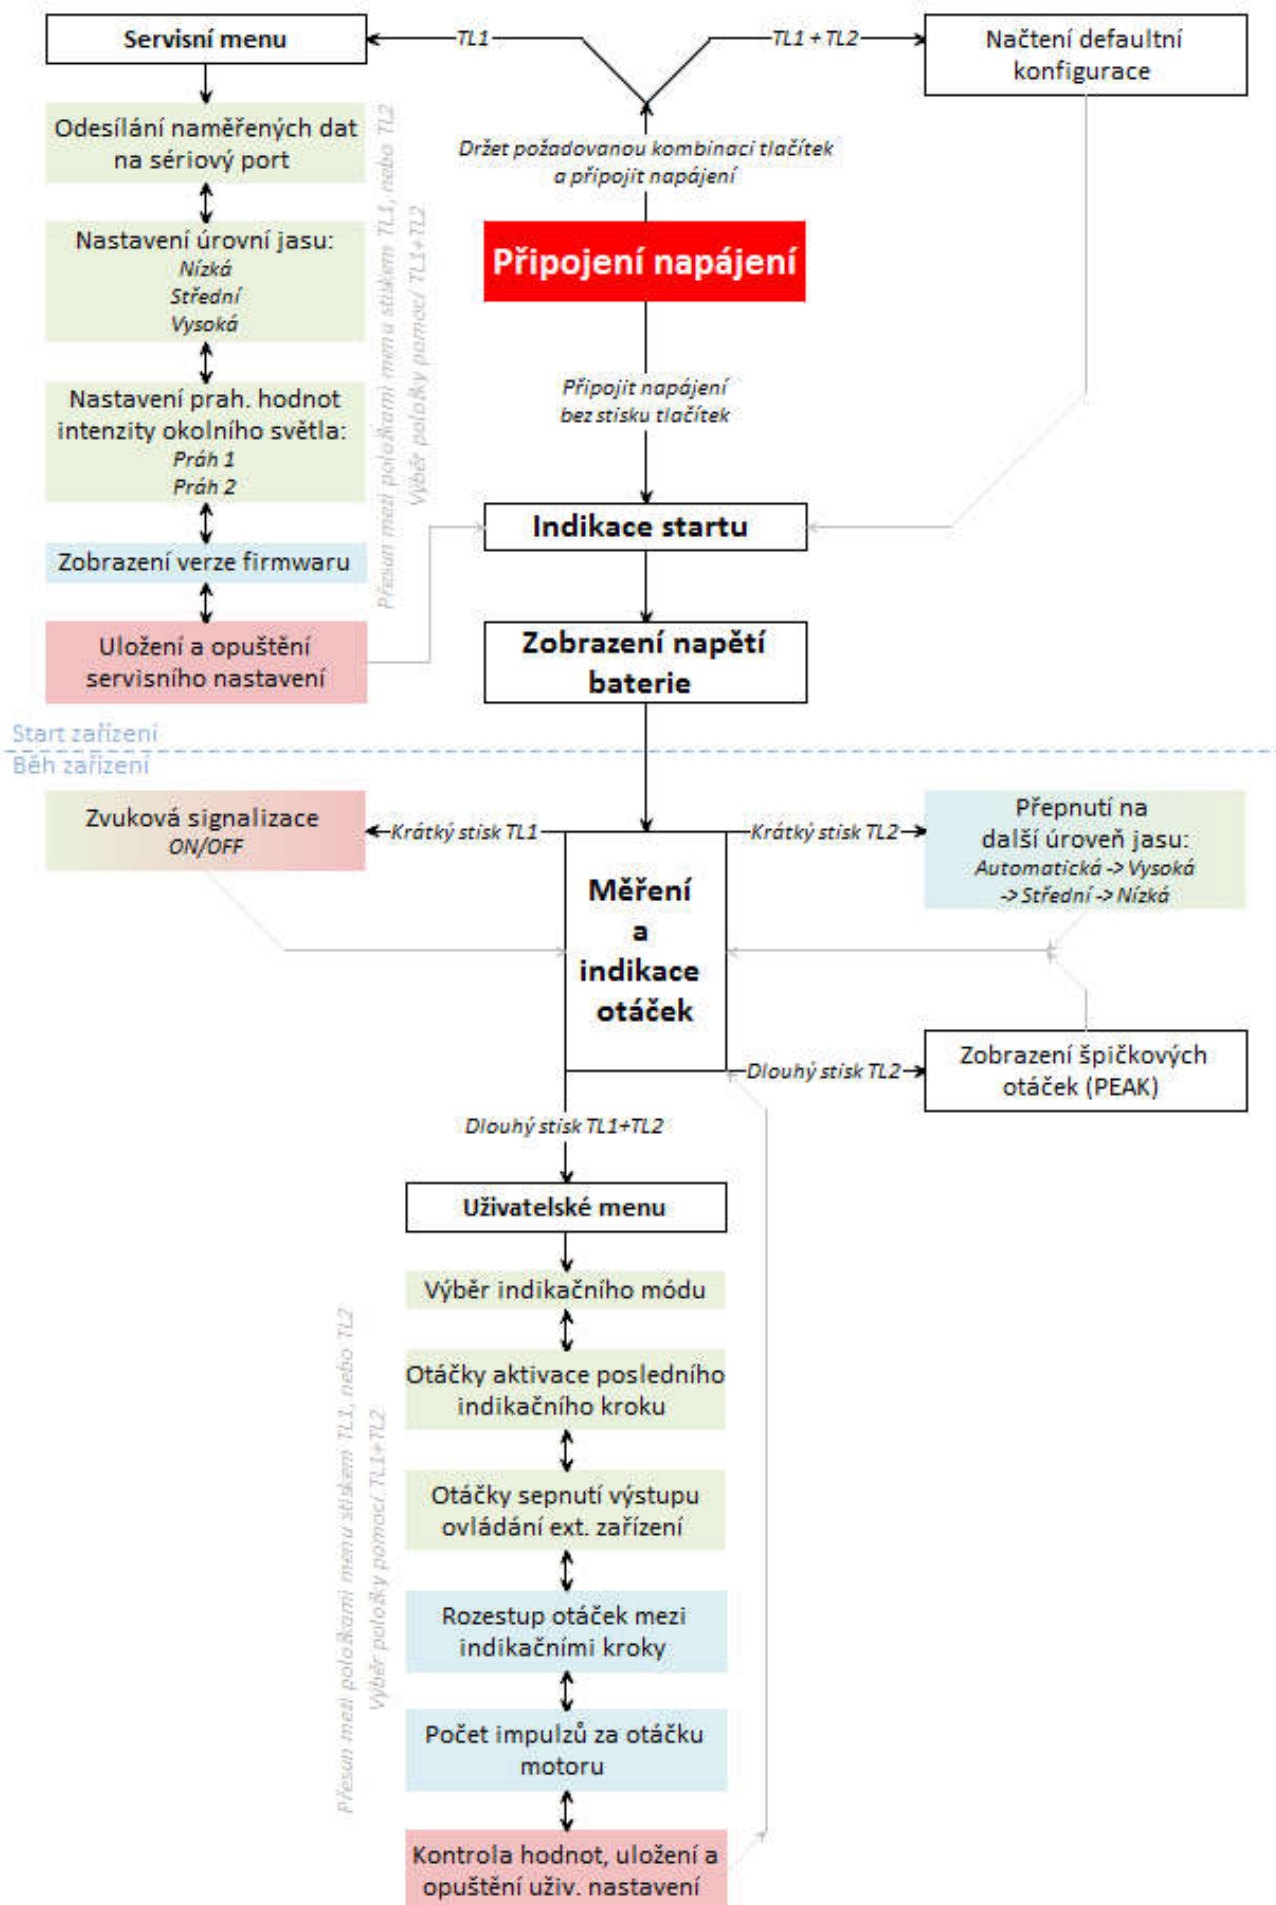 Servisní menu
TL1
TL1 + TL2
Načtení defaultní
konfigurace
Držet požadovanou kombinaci tlačítek
a připojit napájení
Odesílání naměřených dat
na sériový port
Nastavení úrovní jasu:
Nízká
Střední
Vysoká
Nastavení prah. hodnot
intenzity okolního světla:
Práh 1
Práh 2
Zobrazení verze firmwaru
Uložení a opuštění
servisního nastavení
Přesun mezi položkami menu stiskem TL1, nebo TL2
Výběr položky pomocí TL1+TL2
Připojení napájení
Připojit napájení
bez stisku tlačítek
Indikace startu
Zobrazení napětí
baterie
Start zařízení
Běh zařízení
Zvuková signalizace
ON/OFF
Krátký stisk TL1
Krátký stisk TL2
Přepnutí na
další úroveň jasu:
Automatická -> Vysoká
-> Střední -> Nízká
Měření
a
indikace
otáček
Dlouhý stisk TL2
Zobrazení špičkových
otáček (PEAK)
Dlouhý stisk TL1+TL2
Uživatelské menu
Výběr indikačního módu
Otáčky aktivace posledního
indikačního kroku
Otáčky sepnutí výstupu
ovládání ext. zařízení
Rozestup otáček mezi
indikačními kroky
Počet impulzů za otáčku
motoru
Kontrola hodnot, uložení a
opuštění uživ. nastavení
Přesun mezi položkami menu stiskem TL1, nebo TL2
Výběr položky pomocí TL1+TL2